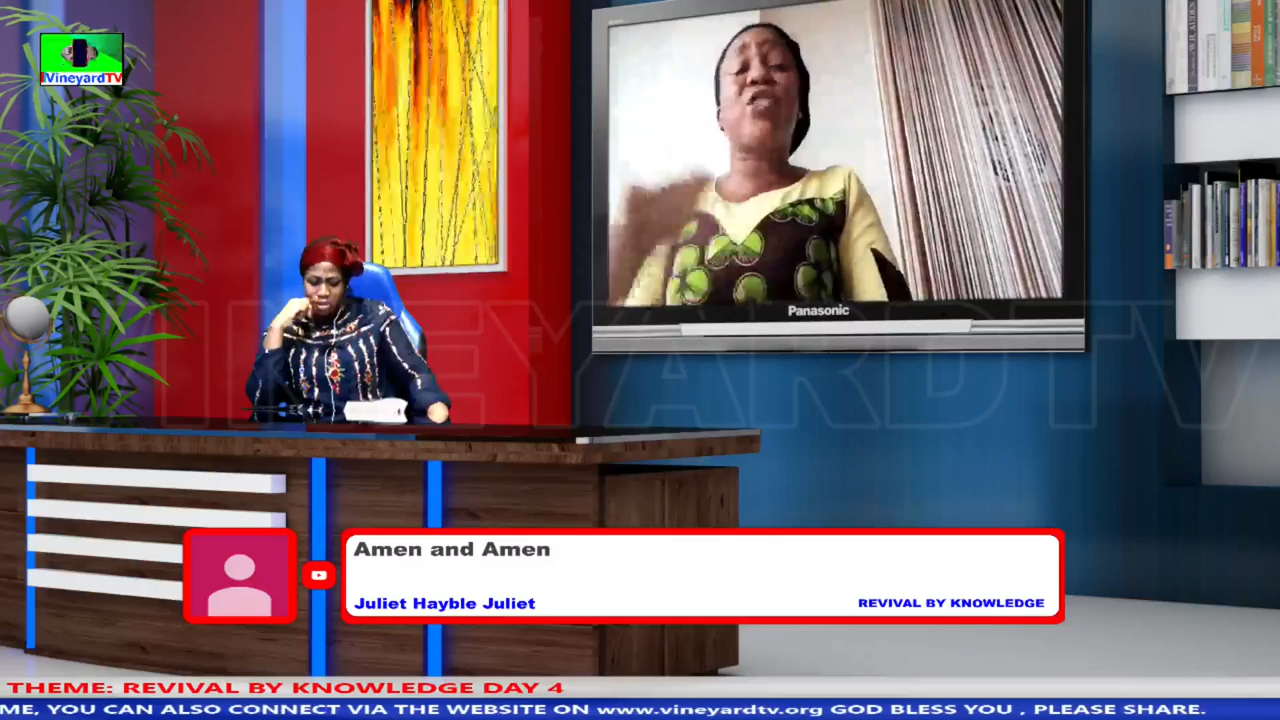 VineyardTV
Panasonic
VINEYARDTV
Amen and Amen
Juliet Hayble Juliet
REVIVAL BY KNOWLEDGE
THEME: REVIVAL BY KNOWLEDGE DAY 4
ME, YOU CAN ALSO CONNECT VIA THE WEBSITE ON www.vineyardtv.org GOD BLESS YOU , PLEASE SHARE.